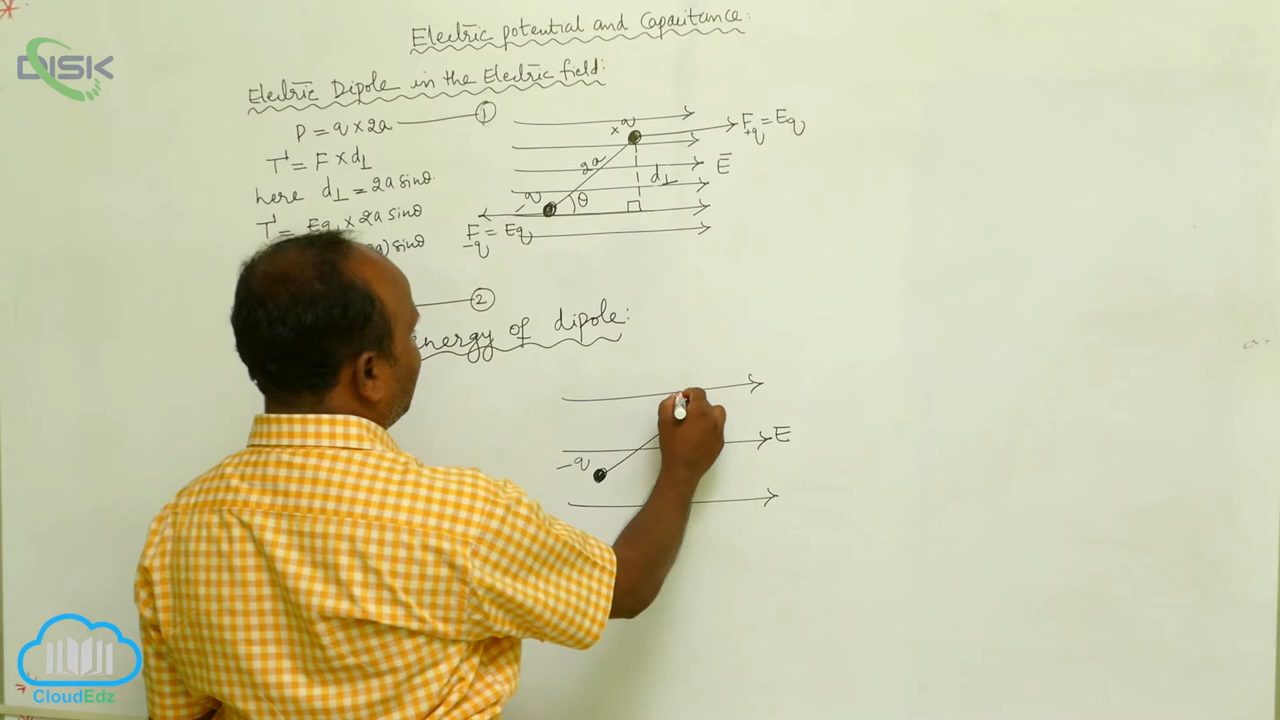 Electric potential and Capacitance:
DISK
Electric Dipole in the Electric field:
P = q × 2a ①
τ = F × d⊥
here d⊥ = 2a sinθ
τ = Eq × 2a sinθ
sinθ
②
energy of dipole:
+q
F+q = Eq
2a
d⊥
E
-q
θ
F-q = Eq
E
-q
CloudEdz